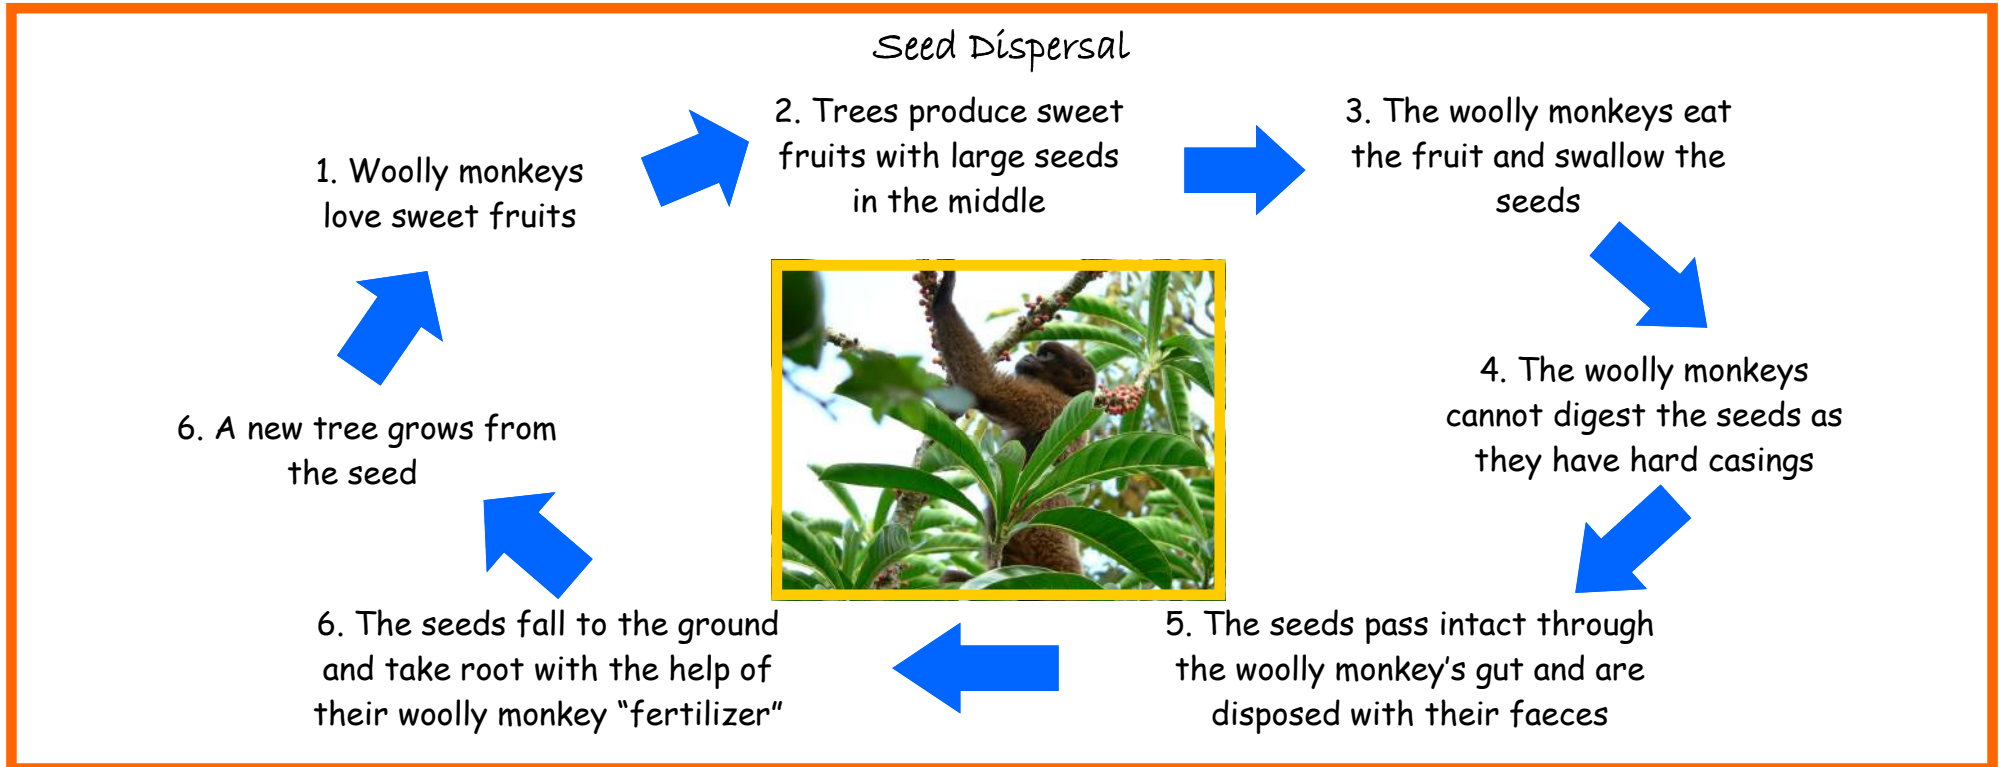 Seed Dispersal
1. Woolly monkeys
love sweet fruits
2. Trees produce sweet
fruits with large seeds
in the middle
3. The woolly monkeys eat
the fruit and swallow the
seeds
4. The woolly monkeys
cannot digest the seeds as
they have hard casings
5. The seeds pass intact through
the woolly monkey's gut and are
disposed with their faeces
6. The seeds fall to the ground
and take root with the help of
their woolly monkey “fertilizer”
6. A new tree grows from
the seed